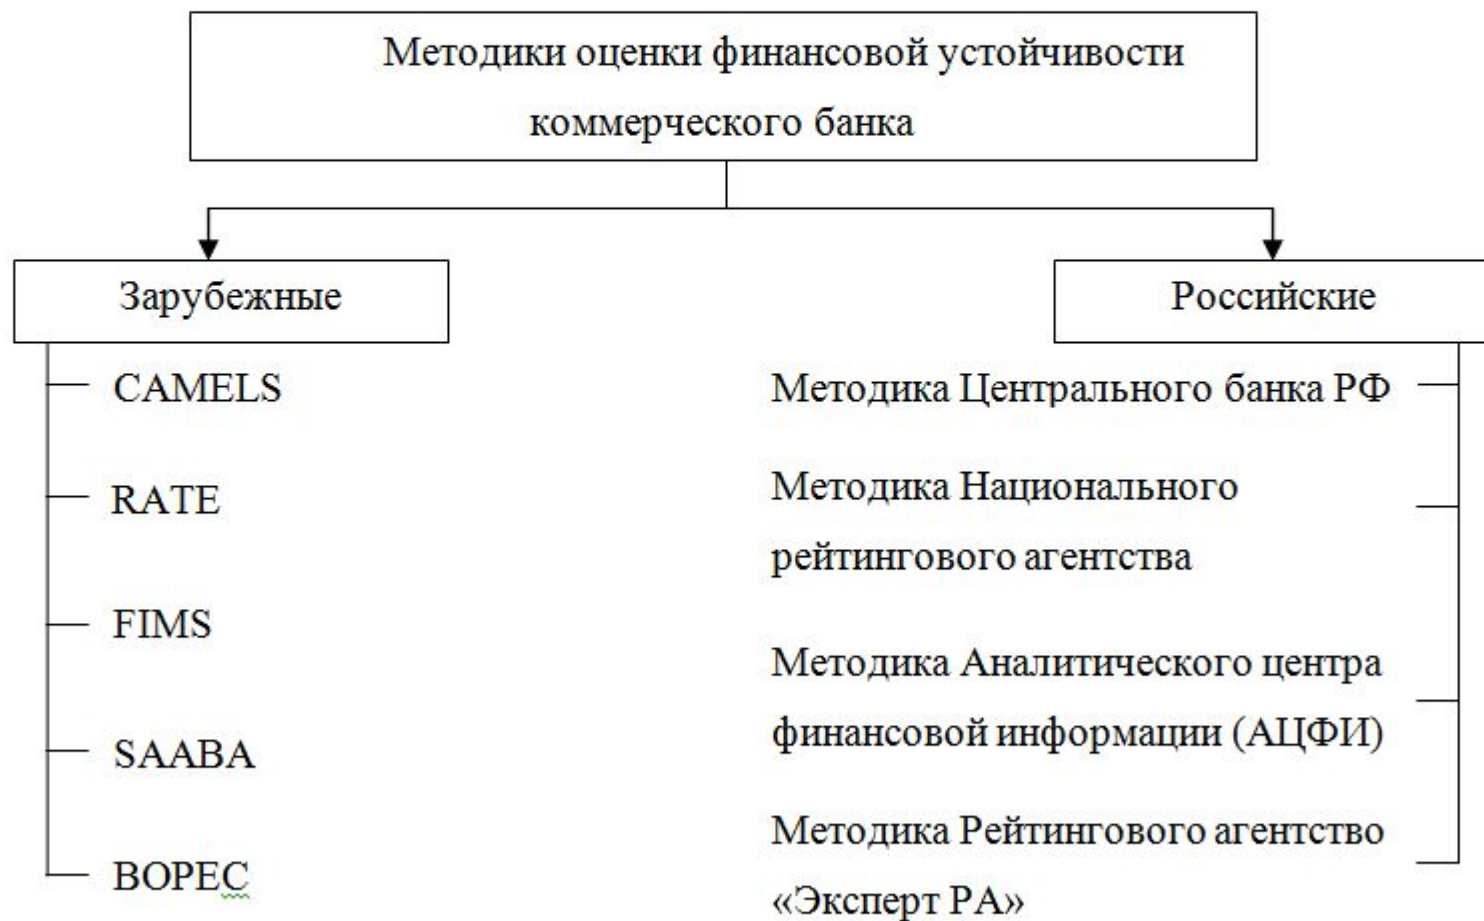 Методики оценки финансовой устойчивости
коммерческого банка
Зарубежные
CAMELS
RATE
FIMS
SAABA
BOPEC
Российские
Методика Центрального банка РФ
Методика Национального
рейтингового агентства
Методика Аналитического центра
финансовой информации (АЦФИ)
Методика Рейтингового агентство
«Эксперт РА»